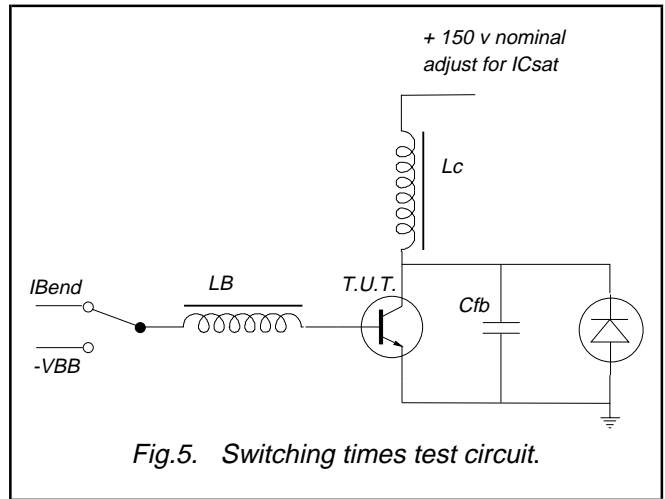 + 150 v nominal
adjust for ICsat
Lc
IBend
LB
T.U.T.
Cfb
-VBB
Fig.5. Switching times test circuit.